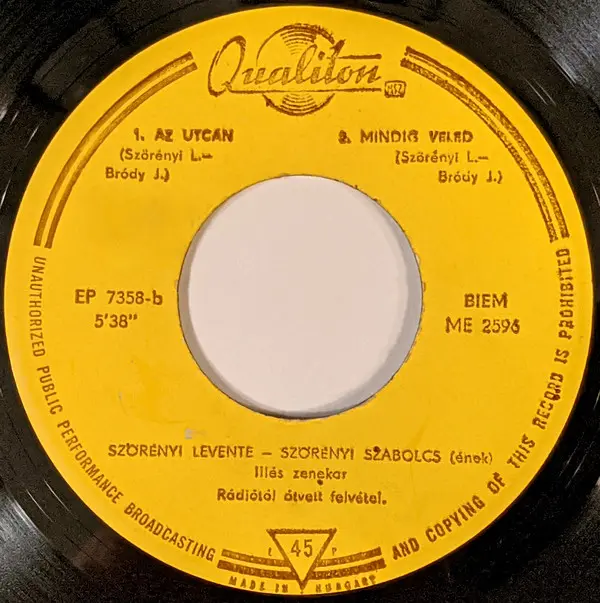 Qualiton
1. AZ UTCÁN
(Szörényi L.—
Bródy J.)
2. MINDIG VELED
(Szörényi L.—
Bródy J.)
EP 7358-b
5'38"
BIEM
ME 2596
SZÖRÉNYI LEVENTE – SZÖRÉNYI SZABOLCS (ének)
Illés zenekar
Rádiótól átvett felvétel.
UNAUTHORIZED PUBLIC PERFORMANCE BROADCASTING AND COPYING OF THIS RECORD IS PROHIBITED
E 45 P
MADE IN HUNGARY